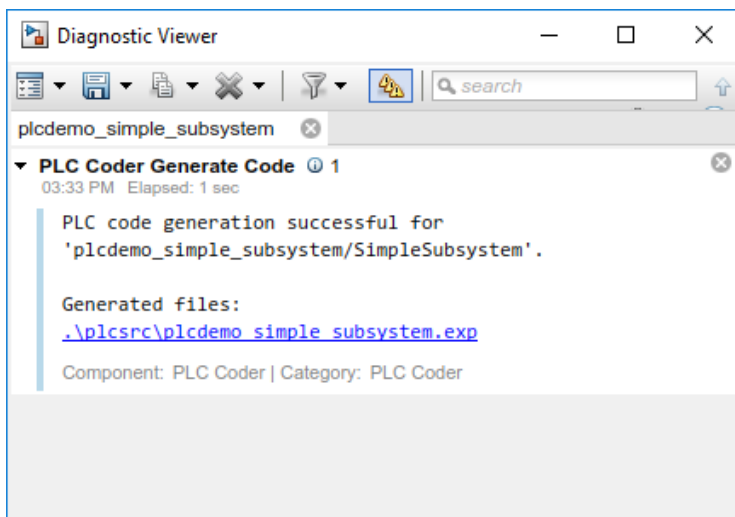 Diagnostic Viewer
search
plcdemo_simple_subsystem
PLC Coder Generate Code 1
03:33 PM Elapsed: 1 sec
PLC code generation successful for
'plcdemo_simple_subsystem/SimpleSubsystem'.
Generated files:
.\plcsrc\plcdemo_simple_subsystem.exp
Component: PLC Coder | Category: PLC Coder